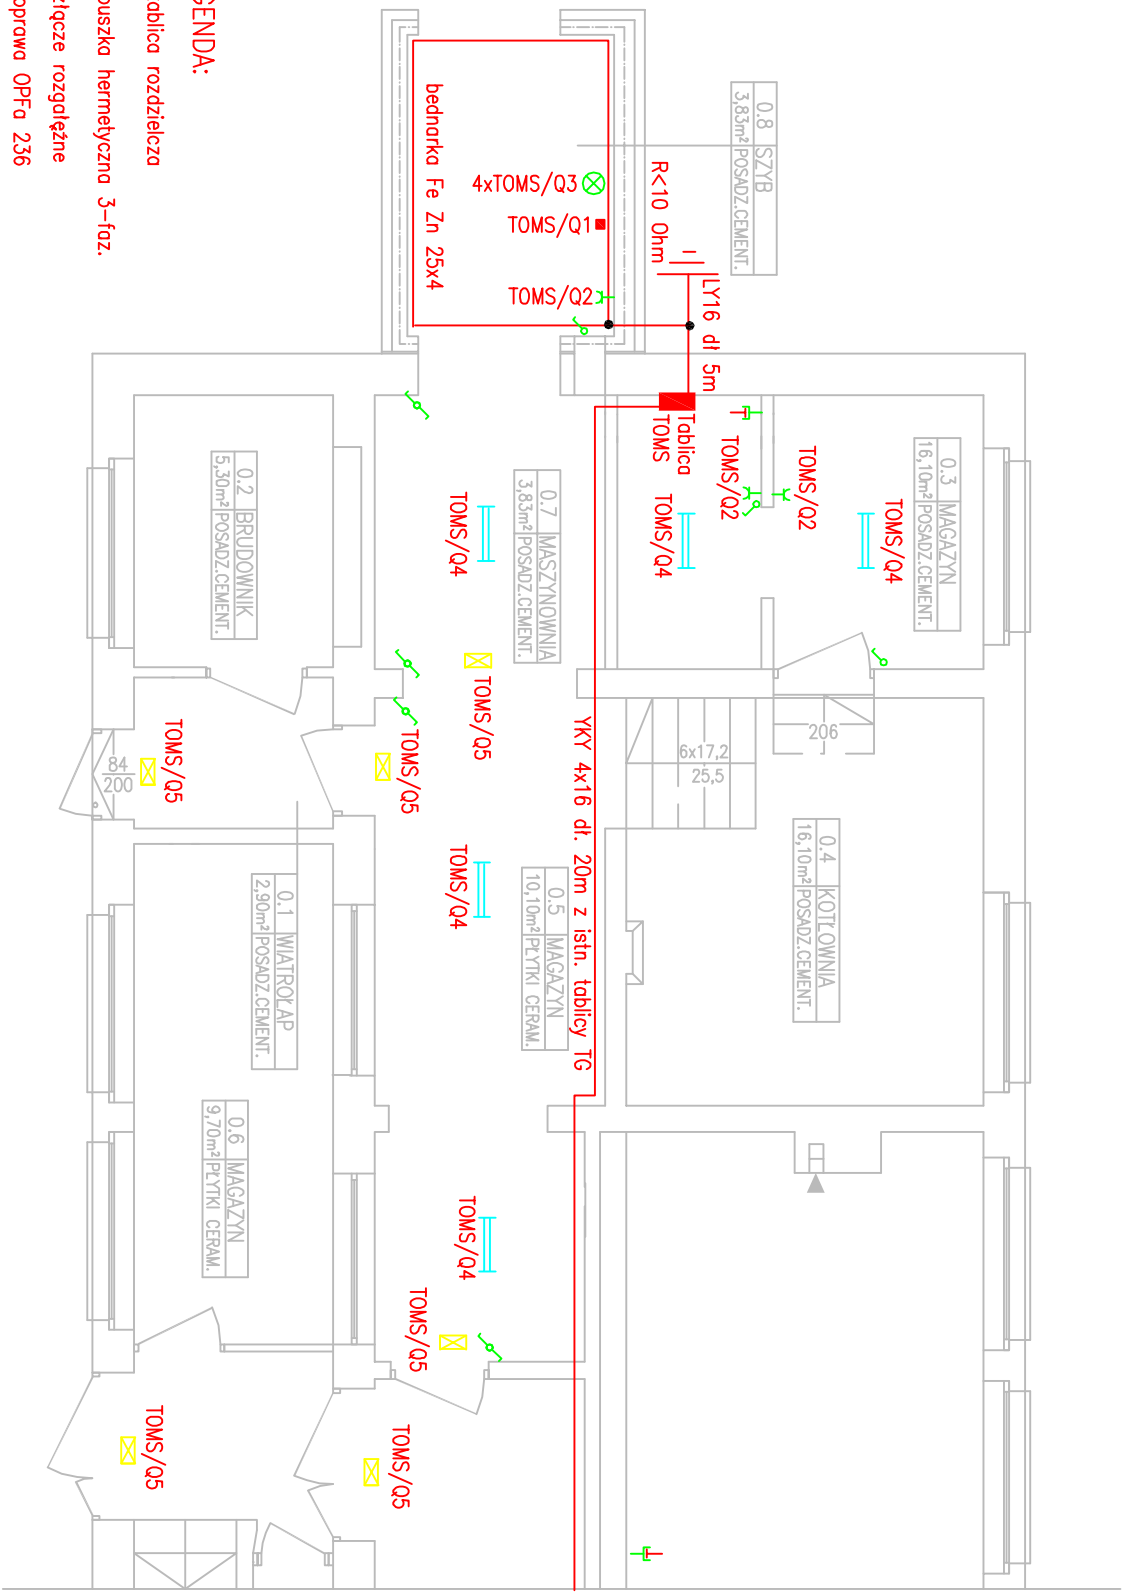 GENDA:
ablica rozdzielcza
puszka hermetyczna 3-faz.
złącze rozgałęźne
oprawa OPFa 236
bednarka Fe Zn 25x4
4xTOMS/Q3
TOMS/Q1
TOMS/Q2
R<10 Ohm
LY16 dł 5m
0.8 SZYB
3,83m² POSADZ.CEMENT.
Tablica
TOMS
TOMS/Q2
TOMS/Q2
TOMS/Q4
TOMS/Q4
0.3 MAGAZYN
16,10m² POSADZ.CEMENT.
0.7 MASZYNOWNIA
3,83m² POSADZ.CEMENT.
TOMS/Q4
0.2 BRUDOWNIK
5,30m² POSADZ.CEMENT.
TOMS/Q5
TOMS/Q5
TOMS/Q5
84
200
206
6x17,2
25,5
YKY 4x16 dł. 20m z istn. tablicy TG
0.4 KOTŁOWNIA
16,10m² POSADZ.CEMENT.
0.5 MAGAZYN
10,10m² PŁYTKI CERAM.
TOMS/Q4
0.1 WIATROŁAP
2,90m² POSADZ.CEMENT.
0.6 MAGAZYN
9,70m² PŁYTKI CERAM.
TOMS/Q4
TOMS/Q5
TOMS/Q5
TOMS/Q5